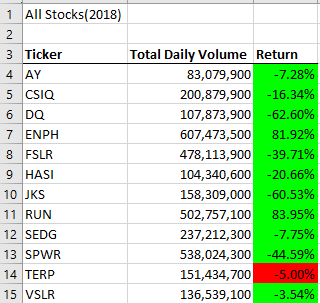 1 All Stocks(2018)
2
3 Ticker Total Daily Volume Return
4 AY 83,079,900 -7.28%
5 CSIQ 200,879,900 -16.34%
6 DQ 107,873,900 -62.60%
7 ENPH 607,473,500 81.92%
8 FSLR 478,113,900 -39.71%
9 HASI 104,340,600 -20.66%
10 JKS 158,309,000 -60.53%
11 RUN 502,757,100 83.95%
12 SEDG 237,212,300 -7.75%
13 SPWR 538,024,300 -44.59%
14 TERP 151,434,700 -5.00%
15 VSLR 136,539,100 -3.54%